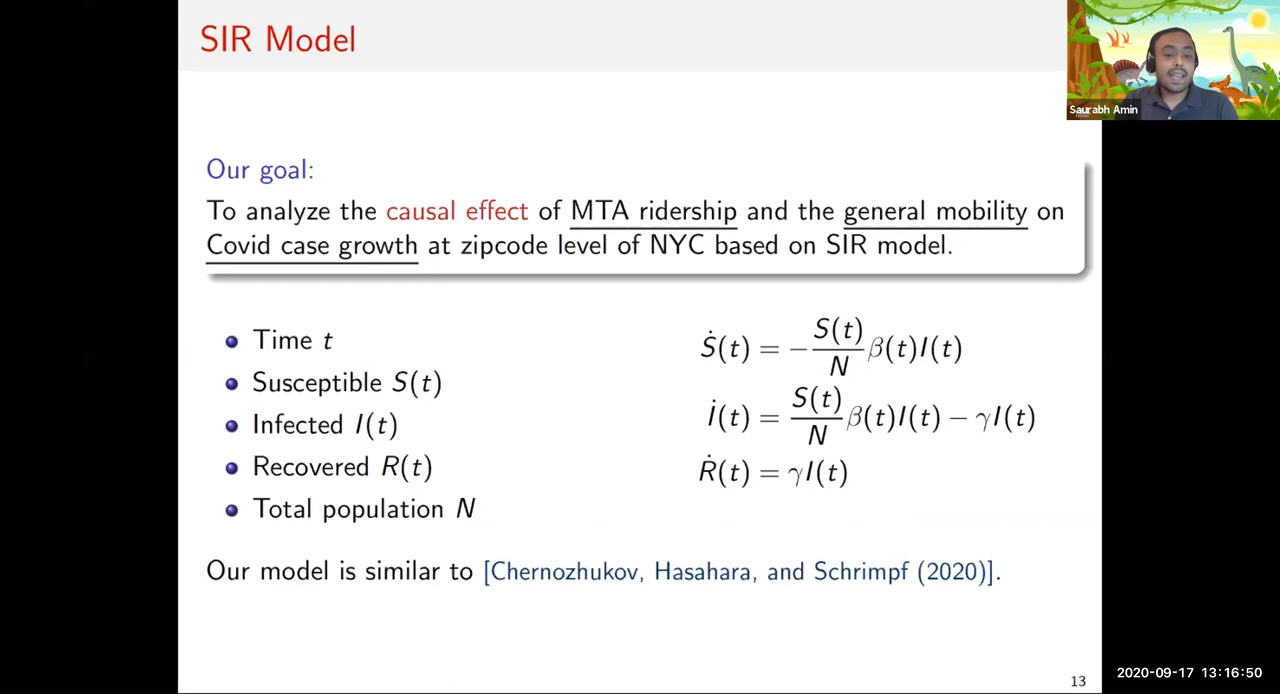 SIR Model
Saurabh Amin
Our goal:
To analyze the causal effect of MTA ridership and the general mobility on
Covid case growth at zipcode level of NYC based on SIR model.
Time t
Susceptible S(t)
Infected I(t)
Recovered R(t)
Total population N
Ṡ(t) = −S(t)/N β(t)I(t)
İ(t) = S(t)/N β(t)I(t) − γI(t)
Ṙ(t) = γI(t)
Our model is similar to [Chernozhukov, Hasahara, and Schrimpf (2020)].
13
2020-09-17 13:16:50